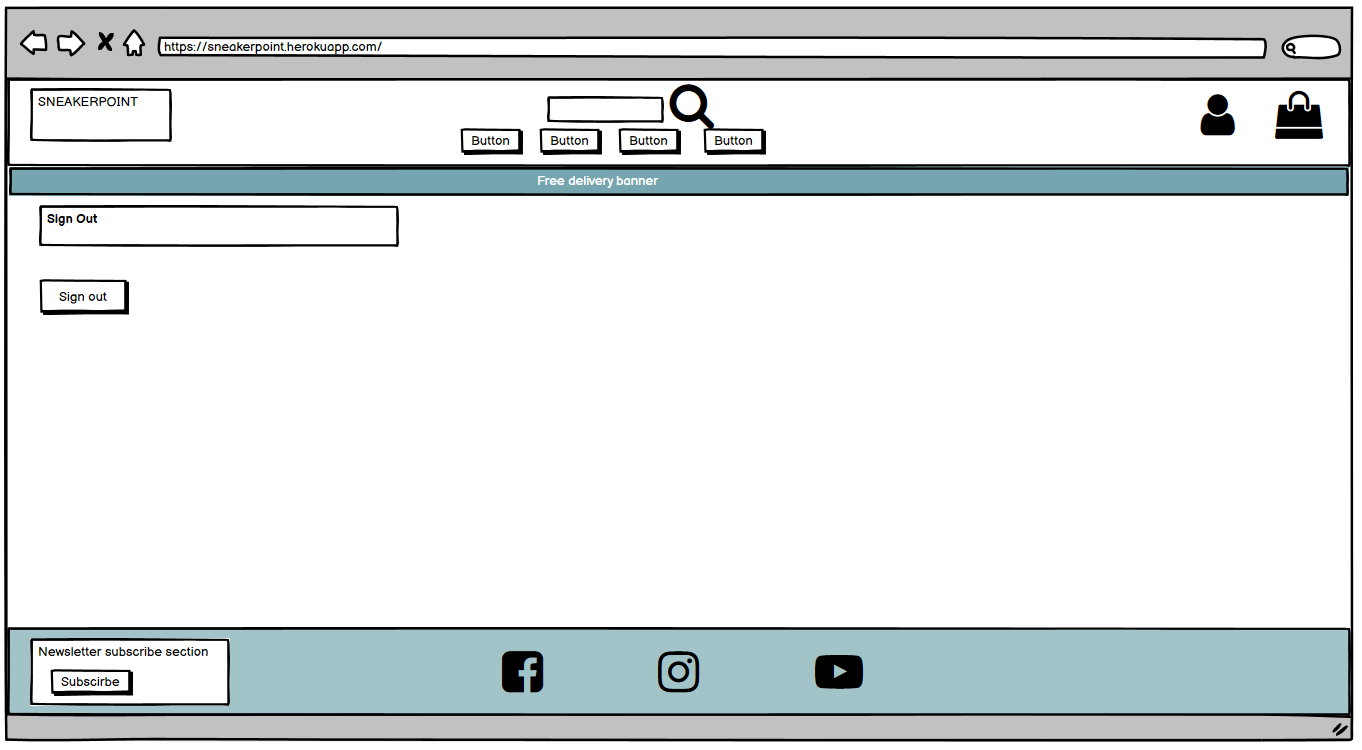 https://sneakerpoint.herokuapp.com/
SNEAKERPOINT
Button Button Button Button
Free delivery banner
Sign Out
Sign out
Newsletter subscribe section
Subscirbe